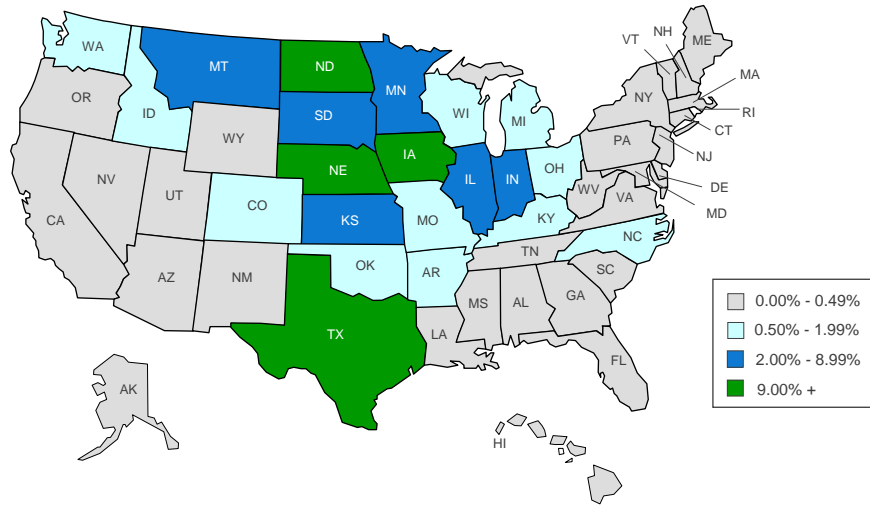 WA
MT
ND
MN
VT
NH
ME
OR
ID
SD
WI
MI
NY
MA
RI
CT
WY
NE
IA
PA
NJ
NV
UT
CO
IL
IN
OH
WV
VA
DE
MD
CA
KS
MO
KY
NC
AZ
NM
OK
AR
TN
SC
TX
LA
MS
AL
GA
FL
AK
HI
0.00% - 0.49%
0.50% - 1.99%
2.00% - 8.99%
9.00% +